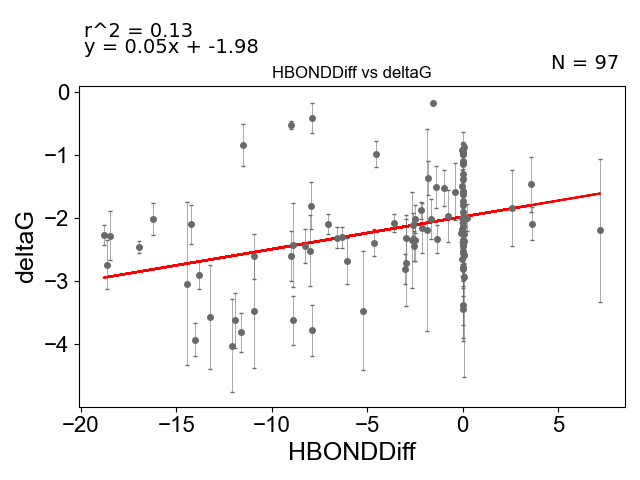 r^2 = 0.13
y = 0.05x + -1.98
N = 97
HBONDDiff vs deltaG
0
−1
−2
−3
−4
deltaG
−20
−15
−10
−5
0
5
HBONDDiff